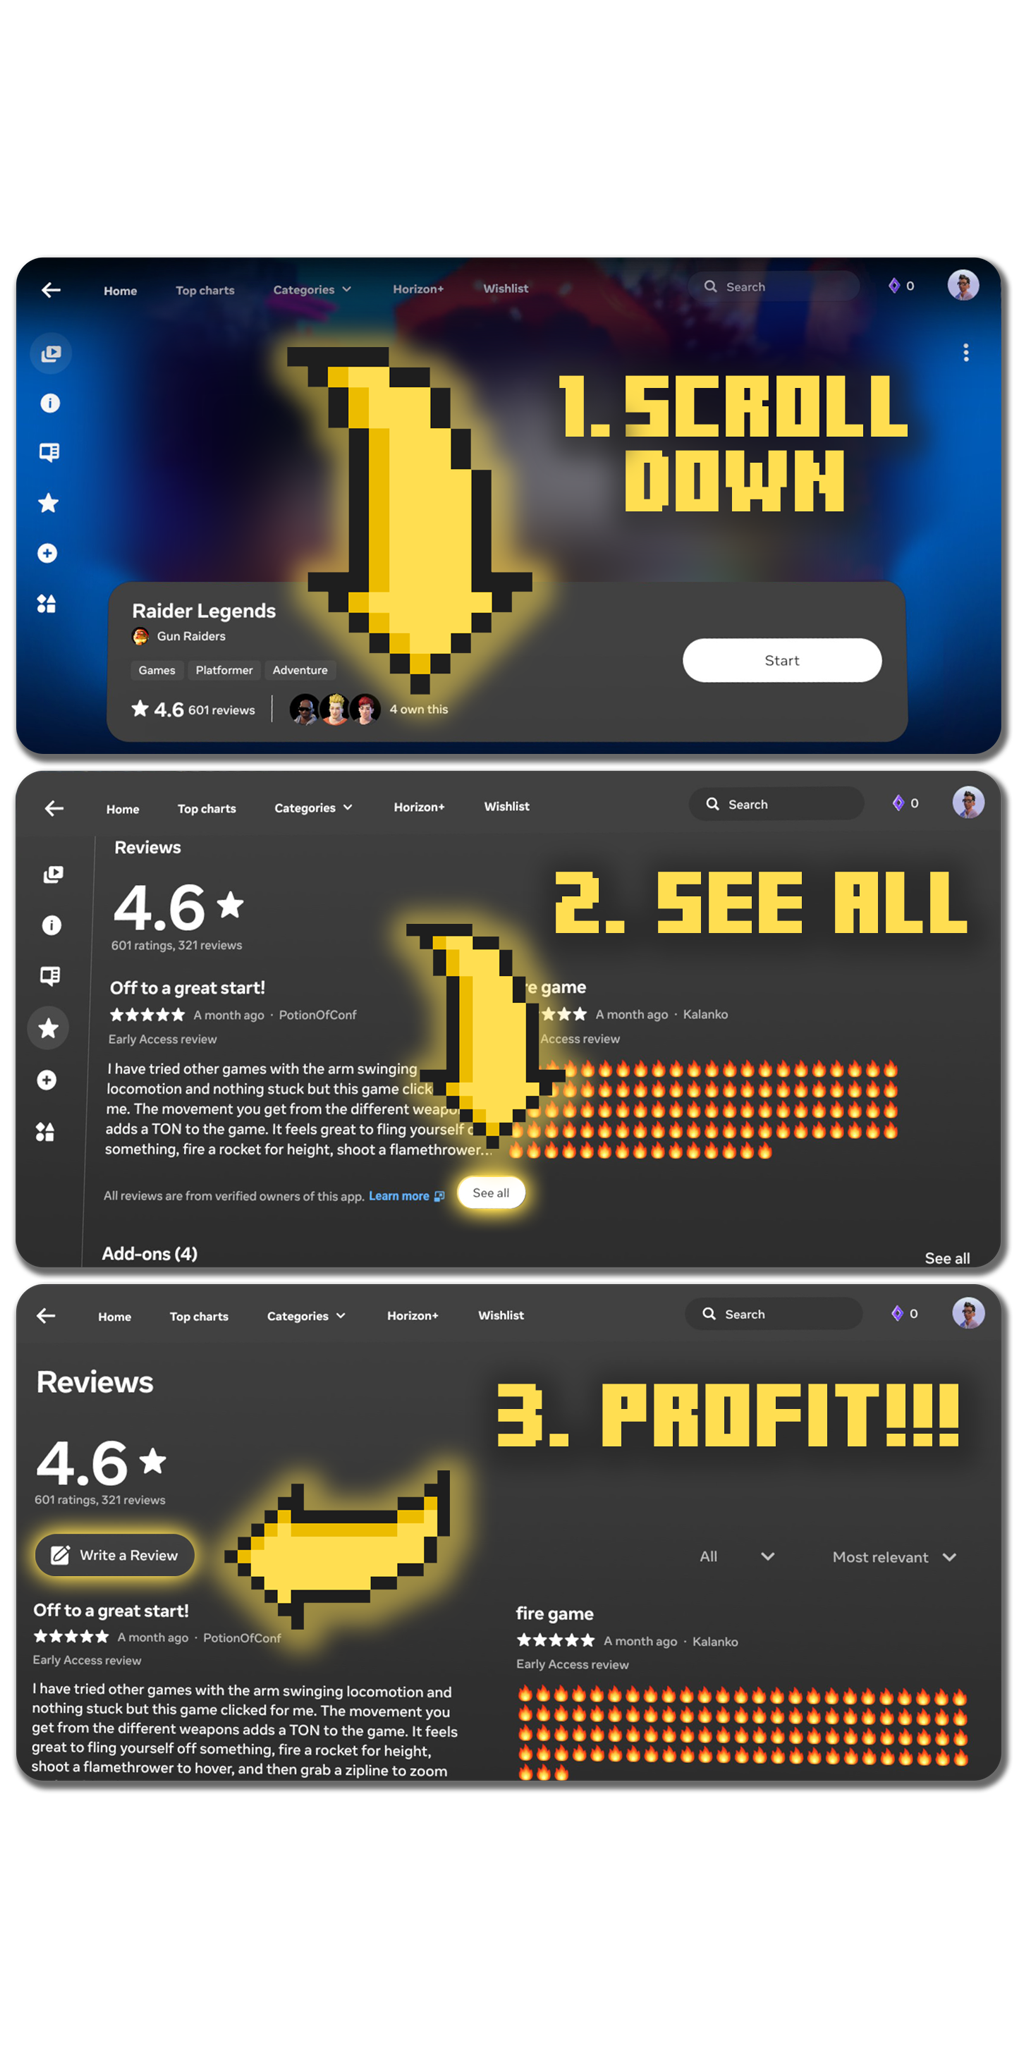 Home Top charts Categories Horizon+ Wishlist Search 0
1. SCROLL
DOWN
Raider Legends
Gun Raiders
Games Platformer Adventure
4.6 601 reviews 4 own this
Start
Home Top charts Categories Horizon+ Wishlist Search 0
Reviews
2. SEE ALL
4.6
601 ratings, 321 reviews
Off to a great start!
A month ago · PotionOfConf
Early Access review
I have tried other games with the arm swinging
locomotion and nothing stuck but this game click
me. The movement you get from the different weapo
adds a TON to the game. It feels great to fling yourself
something, fire a rocket for height, shoot a flamethrower...
re game
A month ago · Kalanko
Access review
🔥🔥🔥🔥🔥🔥🔥🔥🔥🔥🔥🔥🔥🔥🔥🔥🔥🔥🔥🔥
🔥🔥🔥🔥🔥🔥🔥🔥🔥🔥🔥🔥🔥🔥🔥🔥🔥🔥🔥🔥
🔥🔥🔥🔥🔥🔥🔥🔥🔥🔥🔥🔥🔥🔥🔥🔥🔥🔥🔥🔥🔥
🔥🔥🔥🔥🔥🔥🔥🔥🔥🔥🔥🔥🔥🔥🔥🔥🔥🔥🔥🔥🔥🔥
🔥🔥🔥🔥🔥🔥🔥🔥🔥🔥🔥🔥🔥🔥🔥
All reviews are from verified owners of this app. Learn more See all
Add-ons (4) See all
Home Top charts Categories Horizon+ Wishlist Search 0
Reviews
3. PROFIT!!!
4.6
601 ratings, 321 reviews
Write a Review
All Most relevant
Off to a great start!
A month ago · PotionOfConf
Early Access review
I have tried other games with the arm swinging locomotion and
nothing stuck but this game clicked for me. The movement you
get from the different weapons adds a TON to the game. It feels
great to fling yourself off something, fire a rocket for height,
shoot a flamethrower to hover, and then grab a zipline to zoom
fire game
A month ago · Kalanko
Early Access review
🔥🔥🔥🔥🔥🔥🔥🔥🔥🔥🔥🔥🔥🔥🔥🔥🔥🔥🔥🔥🔥🔥🔥🔥🔥
🔥🔥🔥🔥🔥🔥🔥🔥🔥🔥🔥🔥🔥🔥🔥🔥🔥🔥🔥🔥🔥🔥🔥🔥🔥
🔥🔥🔥🔥🔥🔥🔥🔥🔥🔥🔥🔥🔥🔥🔥🔥🔥🔥🔥🔥🔥🔥🔥🔥🔥
🔥🔥🔥🔥🔥🔥🔥🔥🔥🔥🔥🔥🔥🔥🔥🔥🔥🔥🔥🔥🔥🔥🔥🔥🔥
🔥🔥🔥